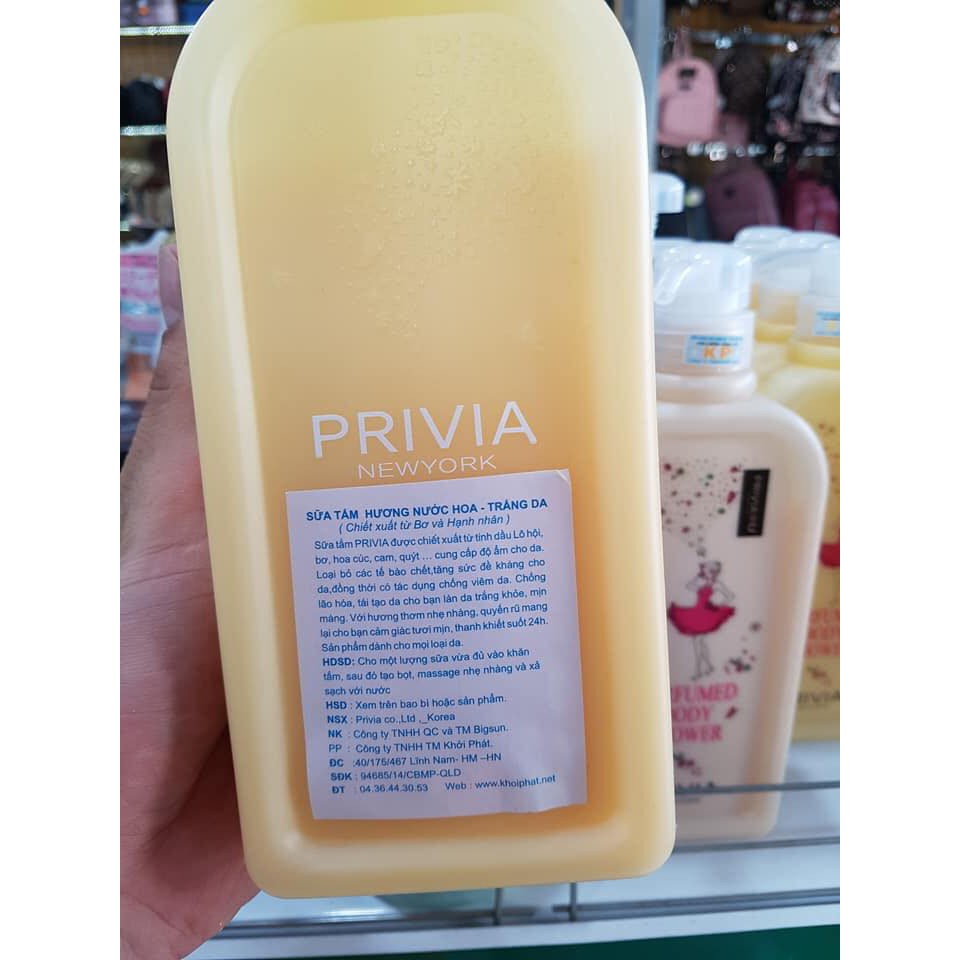 PRIVIA
NEWYORK
SỮA TẮM HƯƠNG NƯỚC HOA - TRẮNG DA
( Chiết xuất từ Bơ và Hạnh nhân )
Sữa tắm PRIVIA được chiết xuất từ tinh dầu Lô hội,
bơ, hoa cúc, cam, quýt ... cung cấp độ ẩm cho da.
Loại bỏ các tế bào chết,tăng sức đề kháng cho
da,đồng thời có tác dụng chống viêm da. Chống
lão hóa, tái tạo da cho bạn làn da trắng khỏe, mịn
màng. Với hương thơm nhẹ nhàng, quyến rũ mang
lại cho bạn cảm giác tươi mịn, thanh khiết suốt 24h.
Sản phẩm dành cho mọi loại da.
HDSD: Cho một lượng sữa vừa đủ vào khăn
tắm, sau đó tạo bọt, massage nhẹ nhàng và xả
sạch với nước
HSD : Xem trên bao bì hoặc sản phẩm.
NSX : Privia co.,Ltd ,_Korea
NK : Công ty TNHH QC và TM Bigsun.
PP : Công ty TNHH TM Khởi Phát.
ĐC :40/175/467 Lĩnh Nam- HM –HN
SĐK : 94685/14/CBMP-QLD
ĐT : 04.36.44.30.53 Web : www.khoiphat.net
KP
privia
RFUMED
BODY
OWER
PRIVIA